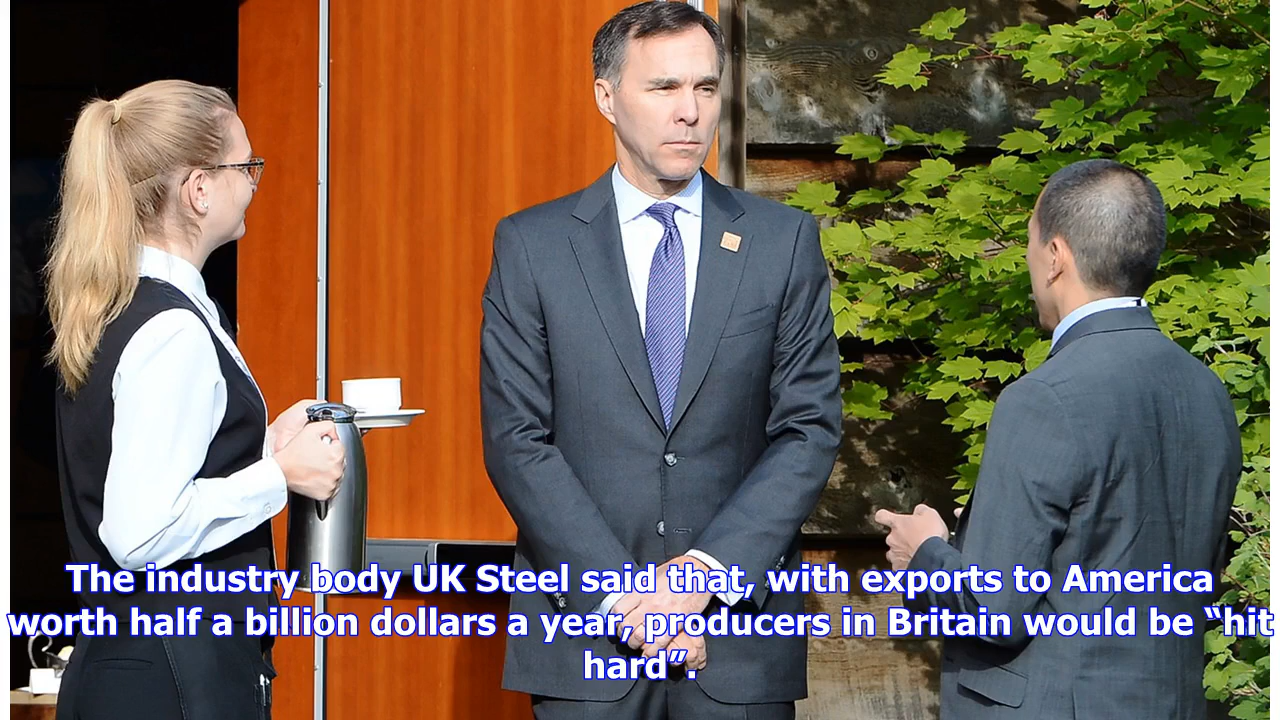 The industry body UK Steel said that, with exports to America
worth half a billion dollars a year, producers in Britain would be “hit
hard”.